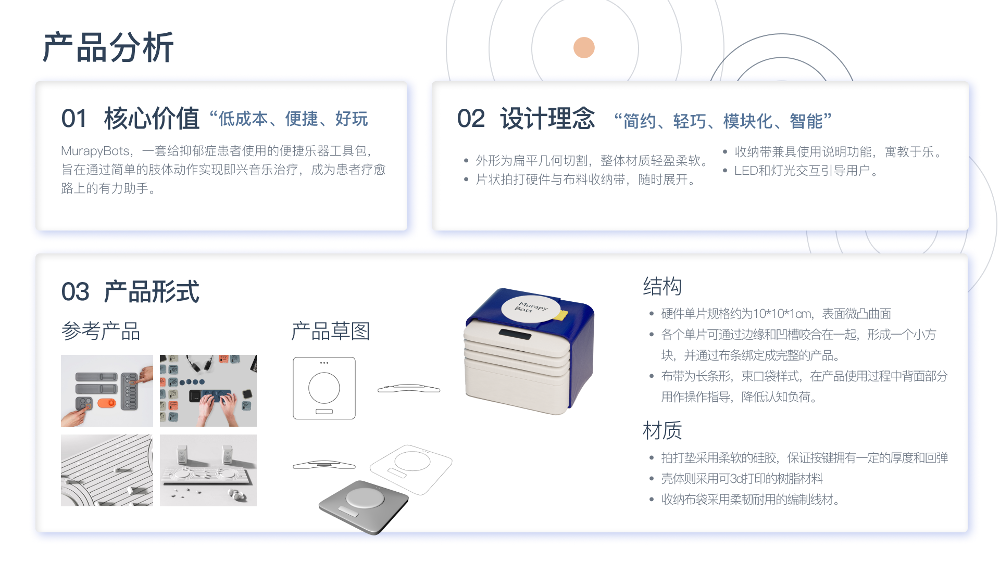 产品分析
01 核心价值 “低成本、便捷、好玩
MurapyBots，一套给抑郁症患者使用的便捷乐器工具包，
旨在通过简单的肢体动作实现即兴音乐治疗，成为患者疗愈
路上的有力助手。
02 设计理念 “简约、轻巧、模块化、智能”
• 外形为扁平几何切割，整体材质轻盈柔软。
• 片状拍打硬件与布料收纳带，随时展开。
• 收纳带兼具使用说明功能，寓教于乐。
• LED和灯光交互引导用户。
03 产品形式
参考产品
产品草图
Murapy
Bots
结构
• 硬件单片规格约为10*10*1cm，表面微凸曲面
• 各个单片可通过边缘和凹槽咬合在一起，形成一个小方
块，并通过布条绑定成完整的产品。
• 布带为长条形，束口袋样式，在产品使用过程中背面部分
用作操作指导，降低认知负荷。
材质
• 拍打垫采用柔软的硅胶，保证按键拥有一定的厚度和回弹
• 壳体则采用可3d打印的树脂材料
• 收纳布袋采用柔韧耐用的编制线材。